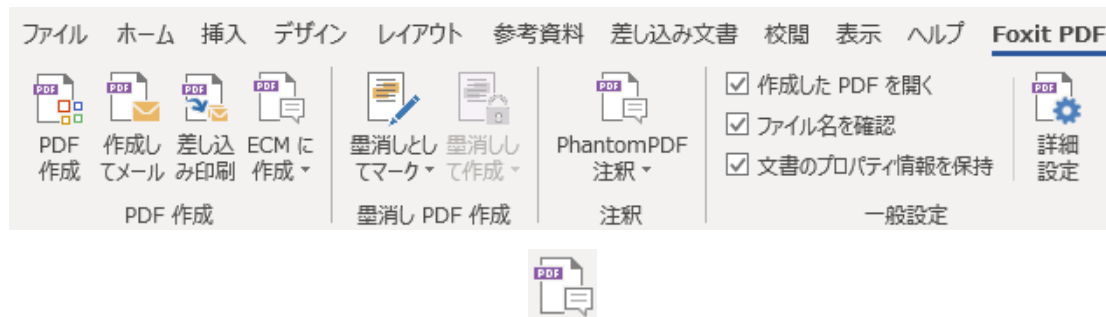 ファイル ホーム 挿入 デザイン レイアウト 参考資料 差し込み文書 校閲 表示 ヘルプ Foxit PDF
PDF PDF PDF PDF PDF PDF
PDF
作成
作成し
てメール
差し込
み印刷
ECM に
作成
墨消しとし
てマーク
墨消しし
て作成
PhantomPDF
注釈
作成した PDF を開く
ファイル名を確認
文書のプロパティ情報を保持
詳細
設定
PDF 作成 墨消し PDF 作成 注釈 一般設定
PDF